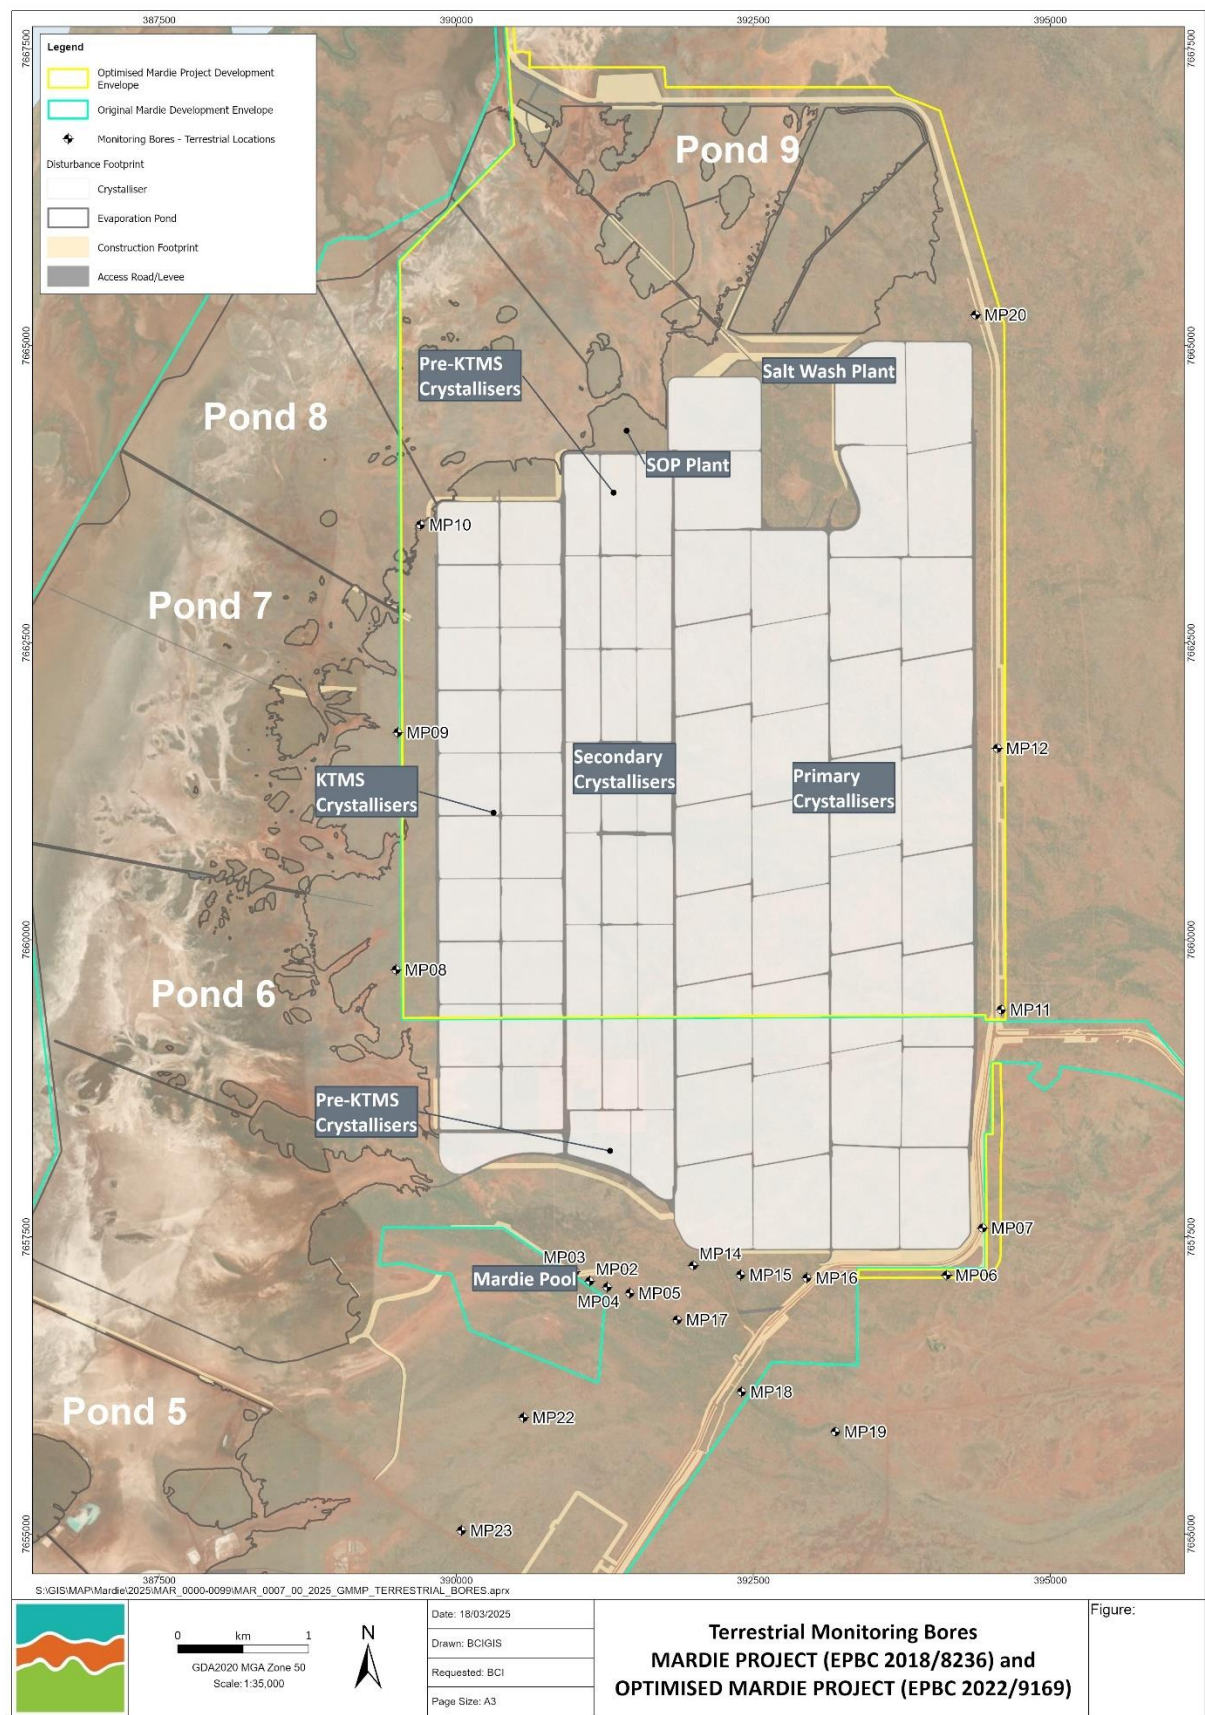 387500
390000
392500
395000
7667500
7667500
Legend
Optimised Mardie Project Development
Envelope
Original Mardie Development Envelope
Monitoring Bores - Terrestrial Locations
Disturbance Footprint
Crystalliser
Evaporation Pond
Construction Footprint
Access Road/Levee
Pond 9
MP20
7665000
7665000
Pre-KTMS
Crystallisers
Salt Wash Plant
Pond 8
SOP Plant
MP10
Pond 7
7662500
7662500
MP09
MP12
Secondary
Crystallisers
KTMS
Crystallisers
Primary
Crystallisers
7660000
7660000
MP08
Pond 6
MP11
Pre-KTMS
Crystallisers
7657500
7657500
MP07
MP03
MP02
MP14
Mardie Pool
MP15
MP16
MP06
MP04
MP05
MP17
MP18
Pond 5
MP22
MP19
7655000
7655000
MP23
387500
390000
392500
395000
S:\GIS\MAP\Mardie\2025\MAR_0000-0099\MAR_0007_00_2025_GMMP_TERRESTRIAL_BORES.aprx
0 km 1
GDA2020 MGA Zone 50
Scale: 1:35,000
N
Date: 18/03/2025
Drawn: BCIGIS
Requested: BCI
Page Size: A3
Terrestrial Monitoring Bores
MARDIE PROJECT (EPBC 2018/8236) and
OPTIMISED MARDIE PROJECT (EPBC 2022/9169)
Figure: